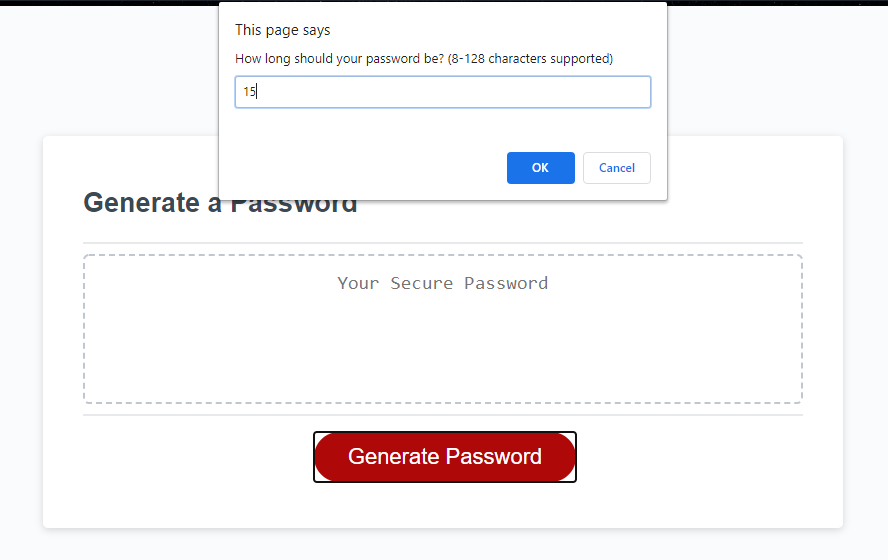 This page says
How long should your password be? (8-128 characters supported)
15
OK Cancel
Generate a Password
Your Secure Password
Generate Password